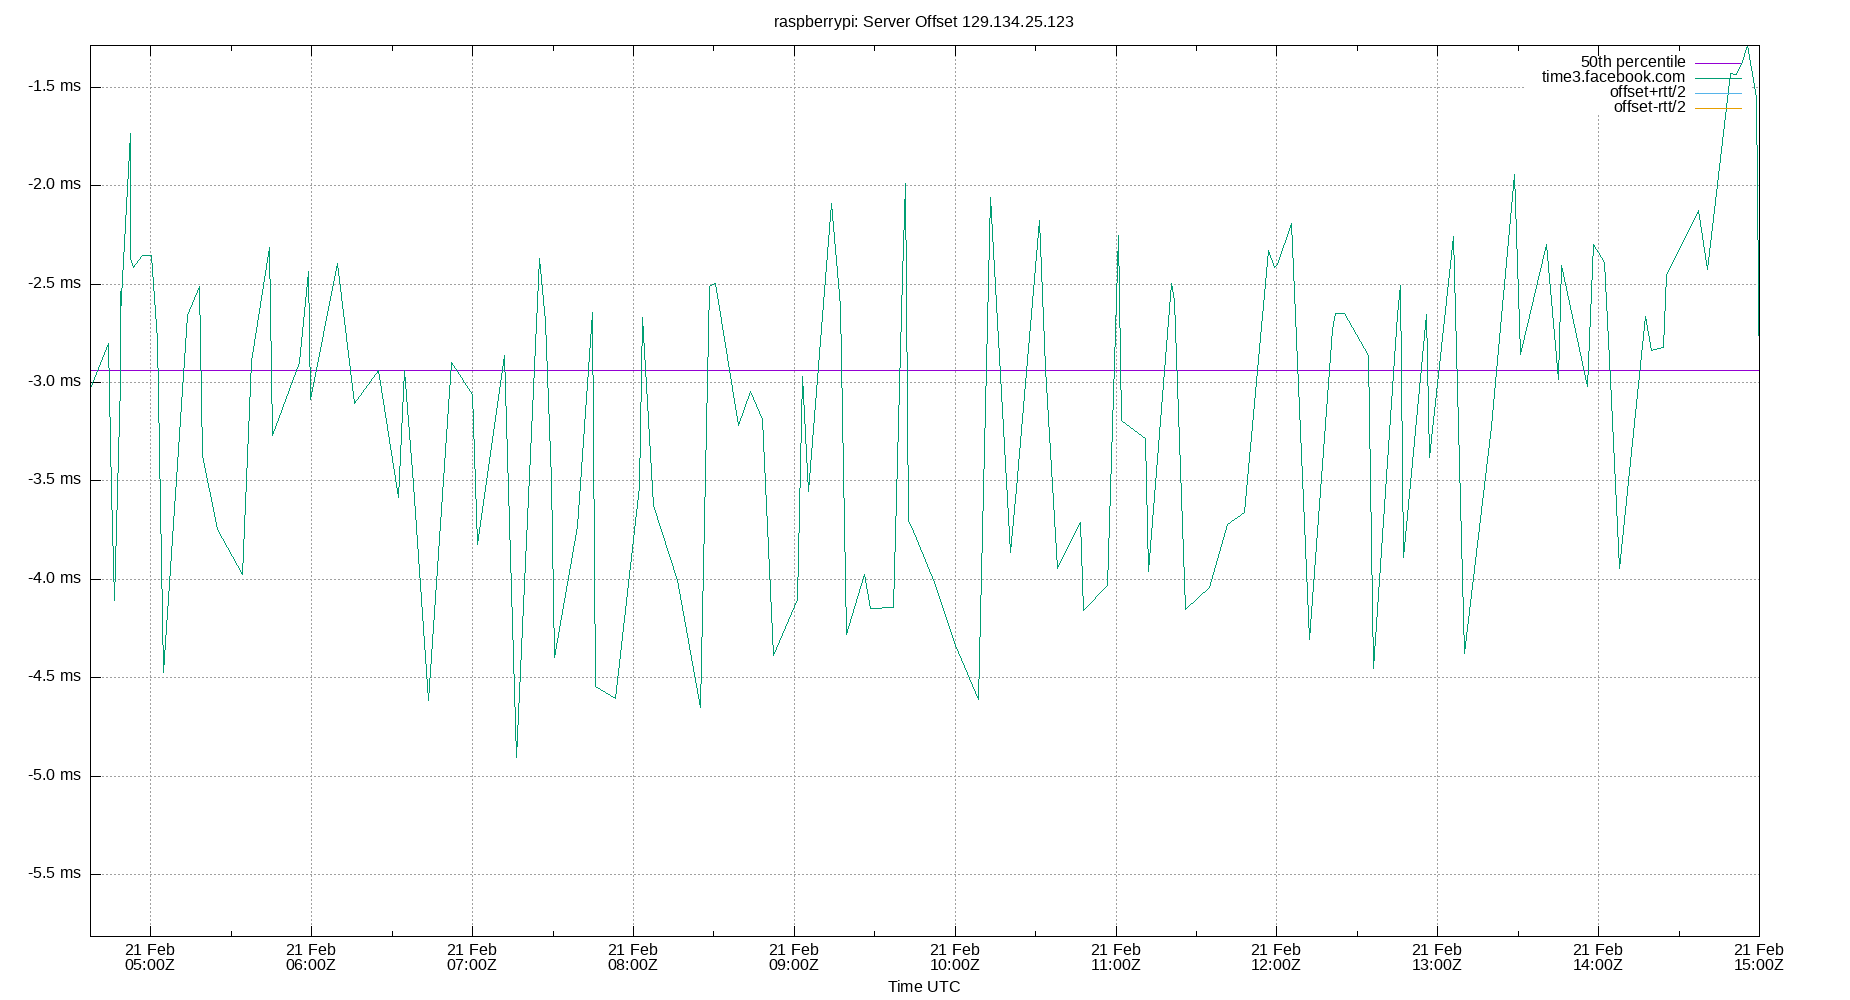 raspberrypi: Server Offset 129.134.25.123
50th percentile
time3.facebook.com
offset+rtt/2
offset-rtt/2
-1.5 ms
-2.0 ms
-2.5 ms
-3.0 ms
-3.5 ms
-4.0 ms
-4.5 ms
-5.0 ms
-5.5 ms
21 Feb 21 Feb 21 Feb 21 Feb 21 Feb 21 Feb 21 Feb 21 Feb 21 Feb 21 Feb 21 Feb
05:00Z 06:00Z 07:00Z 08:00Z 09:00Z 10:00Z 11:00Z 12:00Z 13:00Z 14:00Z 15:00Z
Time UTC